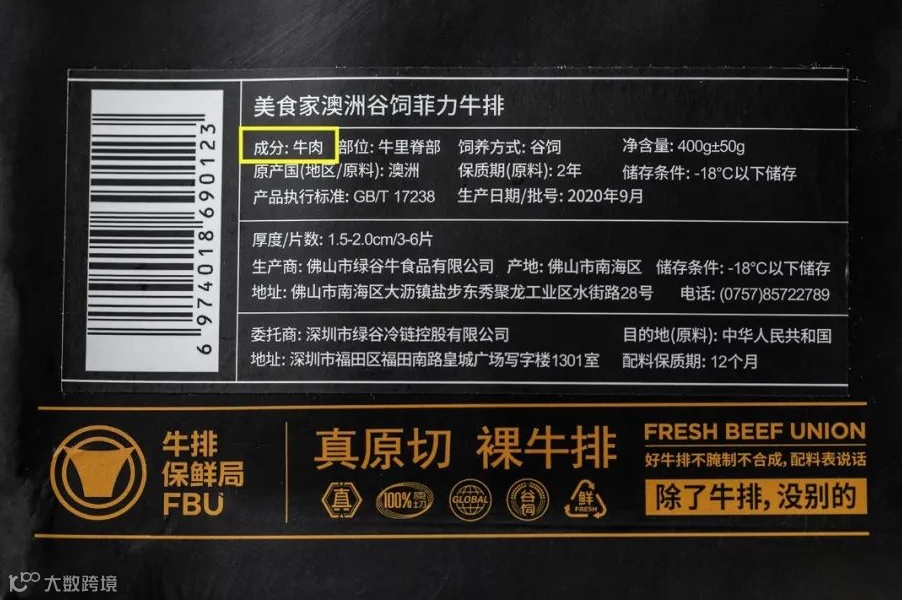 美食家澳洲谷饲菲力牛排
成分: 牛肉 部位: 牛里脊部 饲养方式: 谷饲 净含量: 400g±50g
原产国(地区/原料): 澳洲 保质期(原料): 2年 储存条件: -18°C以下储存
产品执行标准: GB/T 17238 生产日期/批号: 2020年9月
厚度/片数: 1.5-2.0cm/3-6片
生产商: 佛山市绿谷牛食品有限公司 产地: 佛山市南海区 储存条件: -18°C以下储存
地址: 佛山市南海区大沥镇盐步东秀聚龙工业区水街路28号 电话: (0757)85722789
委托商: 深圳市绿谷冷链控股有限公司 目的地(原料): 中华人民共和国
地址: 深圳市福田区福田南路皇城广场写字楼1301室 配料保质期: 12个月
6974018690123
牛排
保鲜局
FBU
真原切 裸牛排
真 100%原切 GLOBAL 谷饲 鲜 FRESH
FRESH BEEF UNION
好牛排不腌制不合成, 配料表说话
除了牛排, 没别的
大数跨境